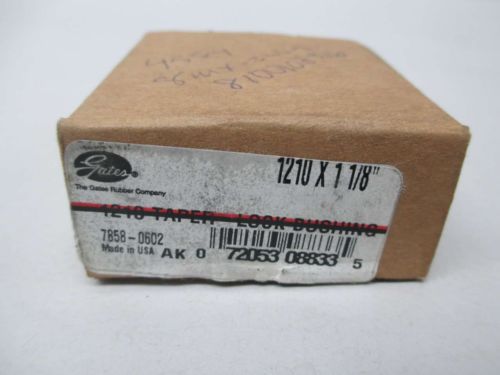 Gates
The Gates Rubber Company
1210 X 1 1/8"
1210 TAPER - LOCK BUSHING
7858-0602
Made in USA AK 0 72053 08833 5